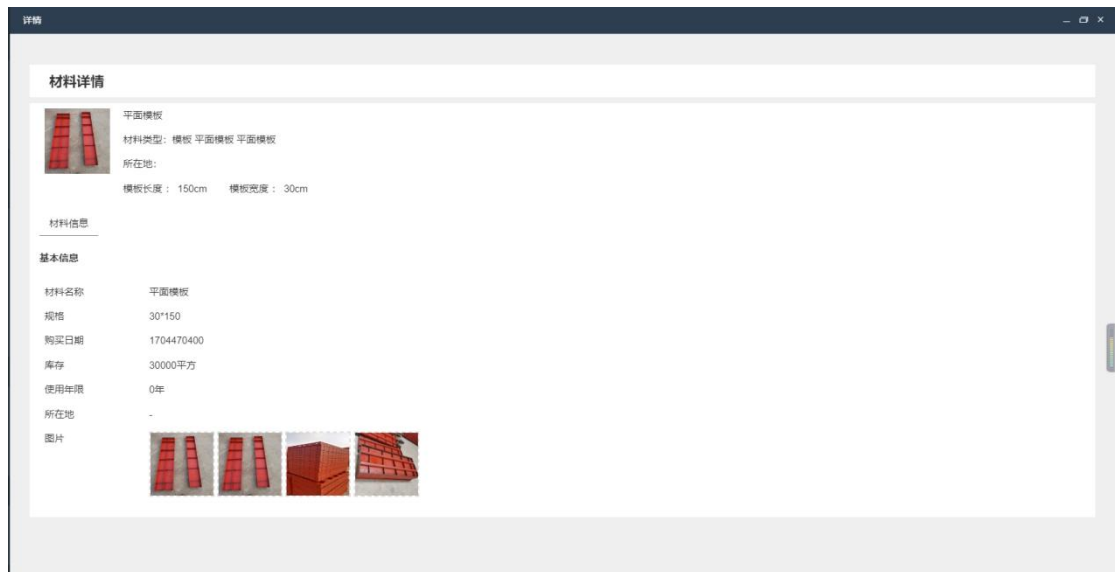 详情
材料详情
平面模板
材料类型：模板 平面模板 平面模板
所在地：
模板长度： 150cm 模板宽度： 30cm
材料信息
基本信息
材料名称 平面模板
规格 30*150
购买日期 1704470400
库存 30000平方
使用年限 0年
所在地 -
图片